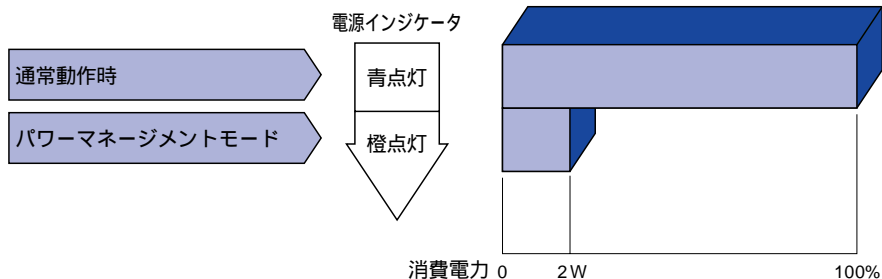 電源インジケータ
通常動作時
青点灯
パワーマネージメントモード
橙点灯
消費電力 0 2W 100%